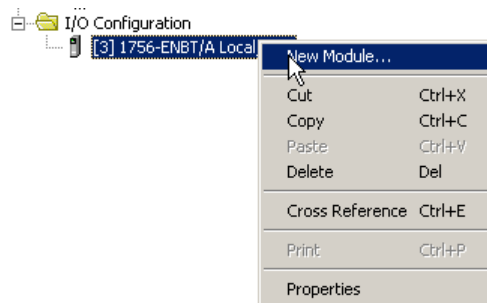 I/O Configuration
[3] 1756-ENBT/A Local
New Module...
Cut Ctrl+X
Copy Ctrl+C
Paste Ctrl+V
Delete Del
Cross Reference Ctrl+E
Print Ctrl+P
Properties